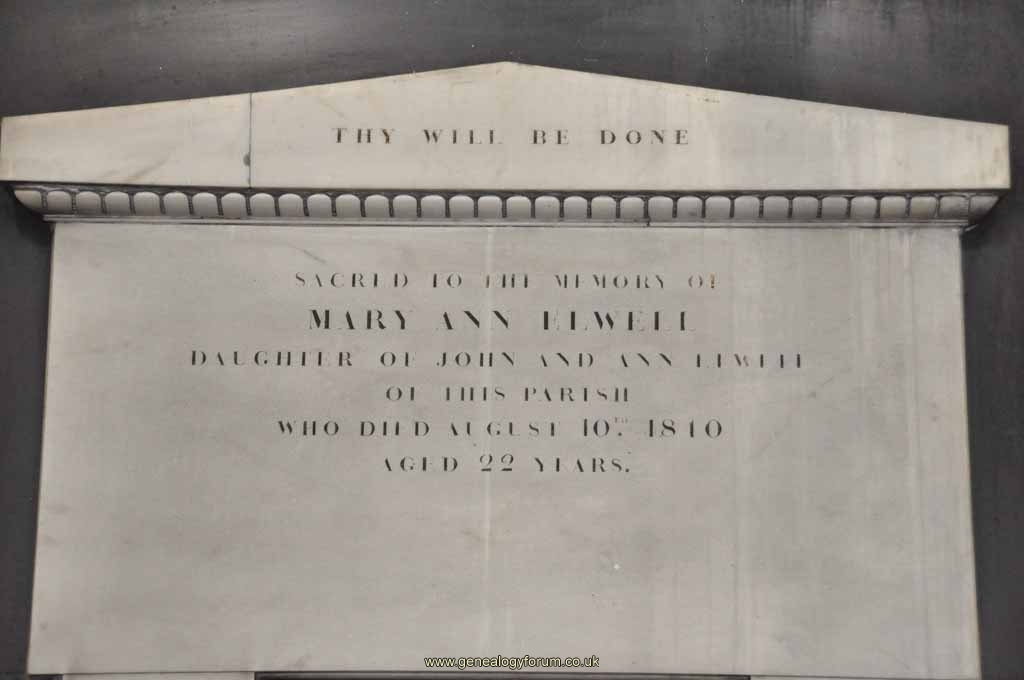 THY WILL BE DONE
SACRED TO THE MEMORY OF
MARY ANN ELWELL
DAUGHTER OF JOHN AND ANN ELWELL
OF THIS PARISH
WHO DIED AUGUST 10TH. 1840
AGED 22 YEARS.
www.genealogyforum.co.uk